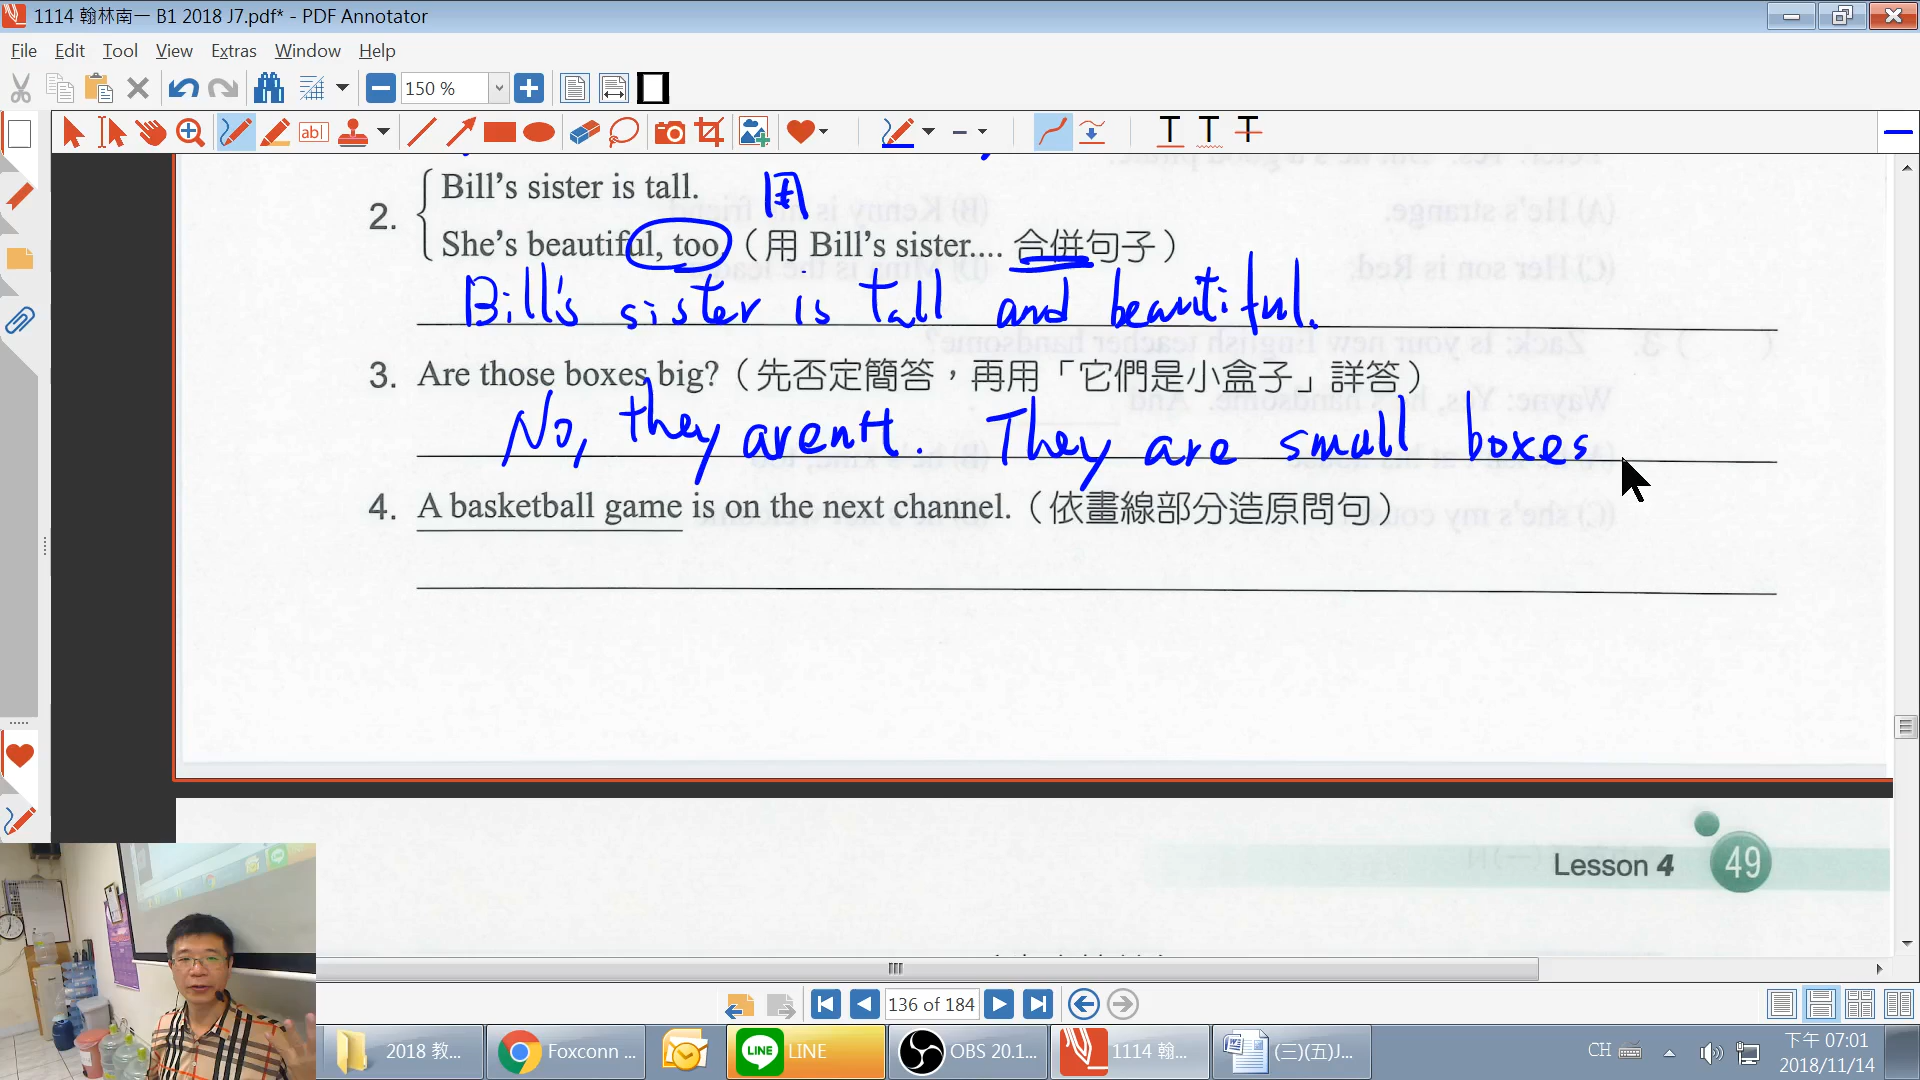 1114 翰林南一 B1 2018 J7.pdf* - PDF Annotator
File Edit Tool View Extras Window Help
150 %
2. Bill's sister is tall.
She's beautiful, too (用 Bill's sister.... 合併句子)
Bill's sister is tall and beautiful.
3. Are those boxes big? (先否定簡答，再用「它們是小盒子」詳答)
No, they aren't. They are small boxes
4. A basketball game is on the next channel. (依畫線部分造原問句)
Lesson 4 49
136 of 184
2018 教...
Foxconn ...
LINE
LINE
OBS 20.1...
1114 翰...
(三)(五)J...
CH
下午 07:01
2018/11/14